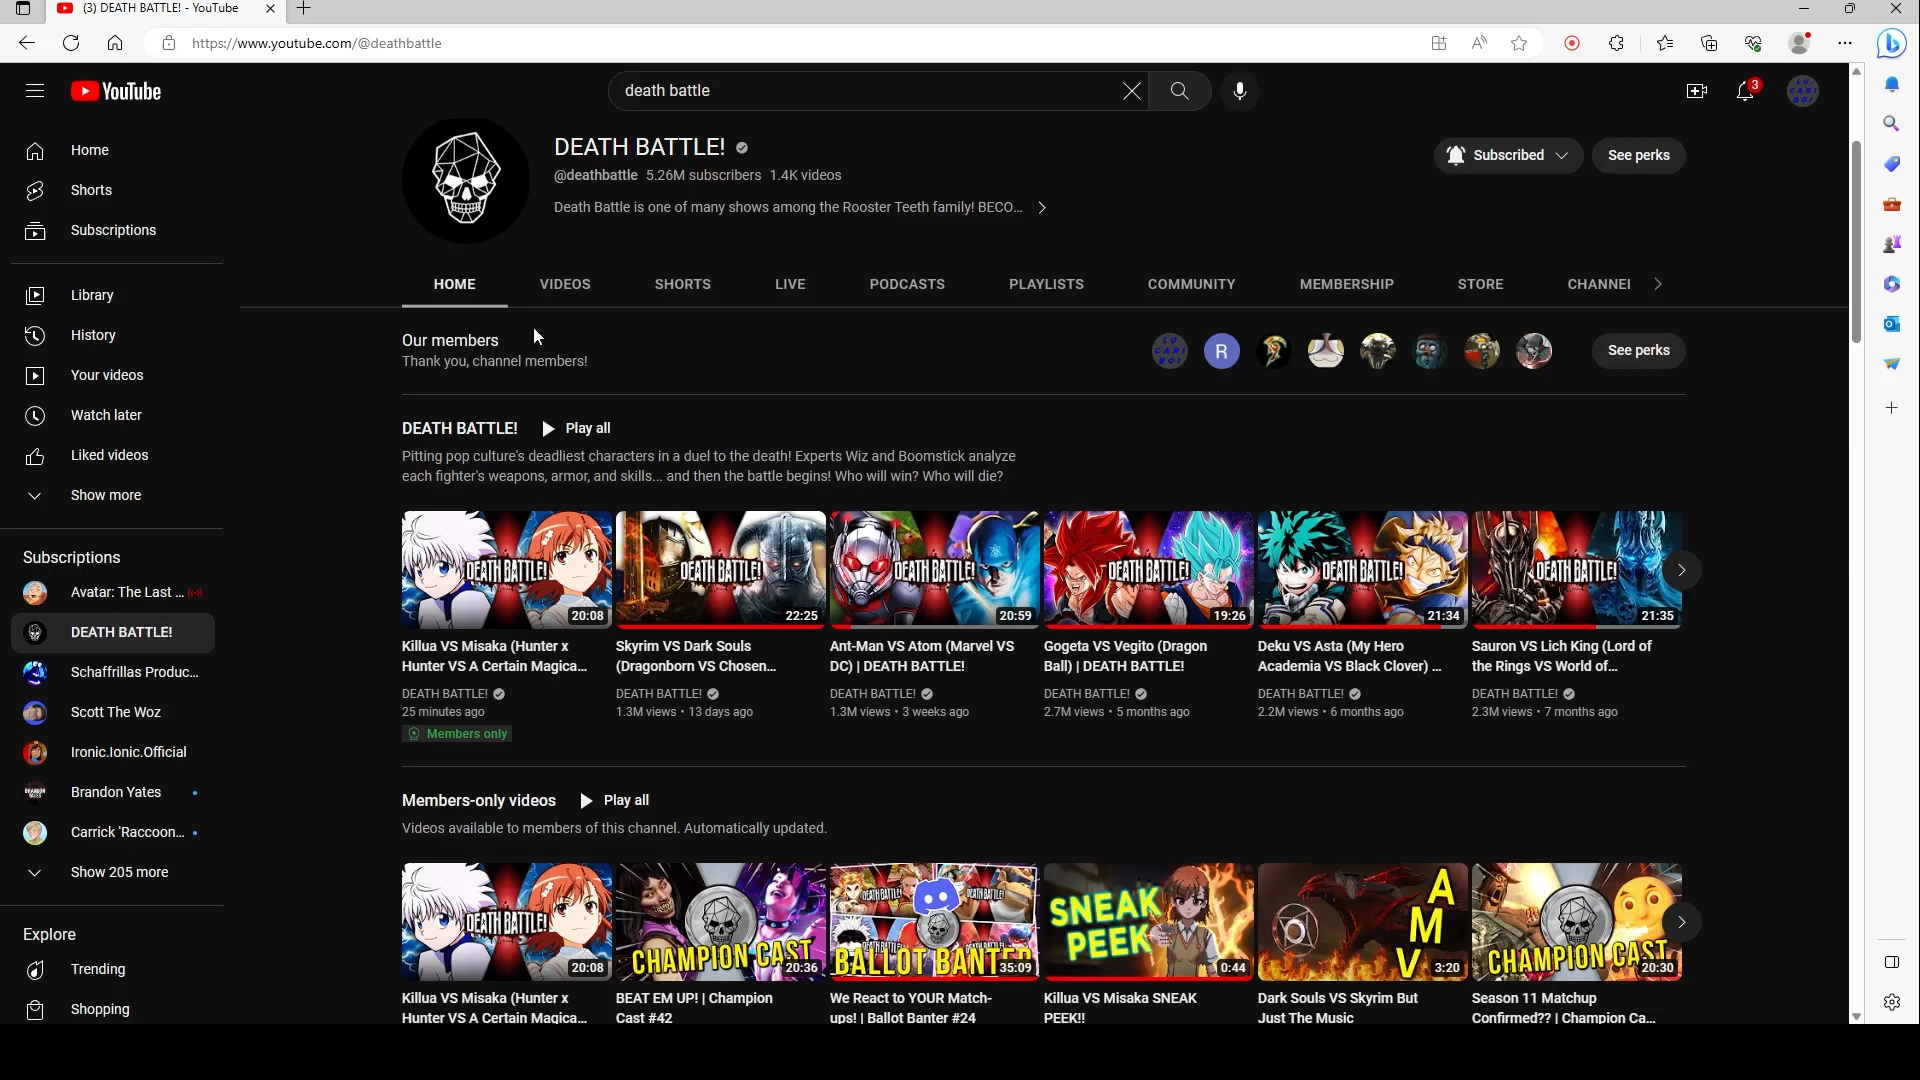 (3) DEATH BATTLE! - YouTube
https://www.youtube.com/@deathbattle
YouTube
death battle
3
LU
CARI
BOI
Home
Shorts
Subscriptions
Library
History
Your videos
Watch later
Liked videos
Show more
Subscriptions
Avatar: The Last ...
DEATH BATTLE!
Schaffrillas Produc...
Scott The Woz
Ironic.Ionic.Official
Brandon Yates
Carrick 'Raccoon...
Show 205 more
Explore
Trending
Shopping
DEATH BATTLE!
@deathbattle 5.26M subscribers 1.4K videos
Death Battle is one of many shows among the Rooster Teeth family! BECO...
Subscribed
See perks
HOME VIDEOS SHORTS LIVE PODCASTS PLAYLISTS COMMUNITY MEMBERSHIP STORE CHANNEL
Our members
Thank you, channel members!
LU
CARI
BOI
R
See perks
DEATH BATTLE! Play all
Pitting pop culture's deadliest characters in a duel to the death! Experts Wiz and Boomstick analyze
each fighter's weapons, armor, and skills... and then the battle begins! Who will win? Who will die?
DEATH BATTLE! DEATH BATTLE! DEATH BATTLE! DEATH BATTLE! DEATH BATTLE! DEATH BATTLE!
20:08 22:25 20:59 19:26 21:34 21:35
Killua VS Misaka (Hunter x Skyrim VS Dark Souls Ant-Man VS Atom (Marvel VS Gogeta VS Vegito (Dragon Deku VS Asta (My Hero Sauron VS Lich King (Lord of
Hunter VS A Certain Magica... (Dragonborn VS Chosen... DC) | DEATH BATTLE! Ball) | DEATH BATTLE! Academia VS Black Clover) ... the Rings VS World of...
DEATH BATTLE! DEATH BATTLE! DEATH BATTLE! DEATH BATTLE! DEATH BATTLE! DEATH BATTLE!
25 minutes ago 1.3M views • 13 days ago 1.3M views • 3 weeks ago 2.7M views • 5 months ago 2.2M views • 6 months ago 2.3M views • 7 months ago
Members only
Members-only videos Play all
Videos available to members of this channel. Automatically updated.
DEATH BATTLE! CHAMPION CAST BALLOT BANTER SNEAK PEEK AMV CHAMPION CAST
20:08 20:36 35:09 0:44 3:20 20:30
Killua VS Misaka (Hunter x BEAT EM UP! | Champion We React to YOUR Match- Killua VS Misaka SNEAK Dark Souls VS Skyrim But Season 11 Matchup
Hunter VS A Certain Magica... Cast #42 ups! | Ballot Banter #24 PEEK!! Just The Music Confirmed?? | Champion Ca...